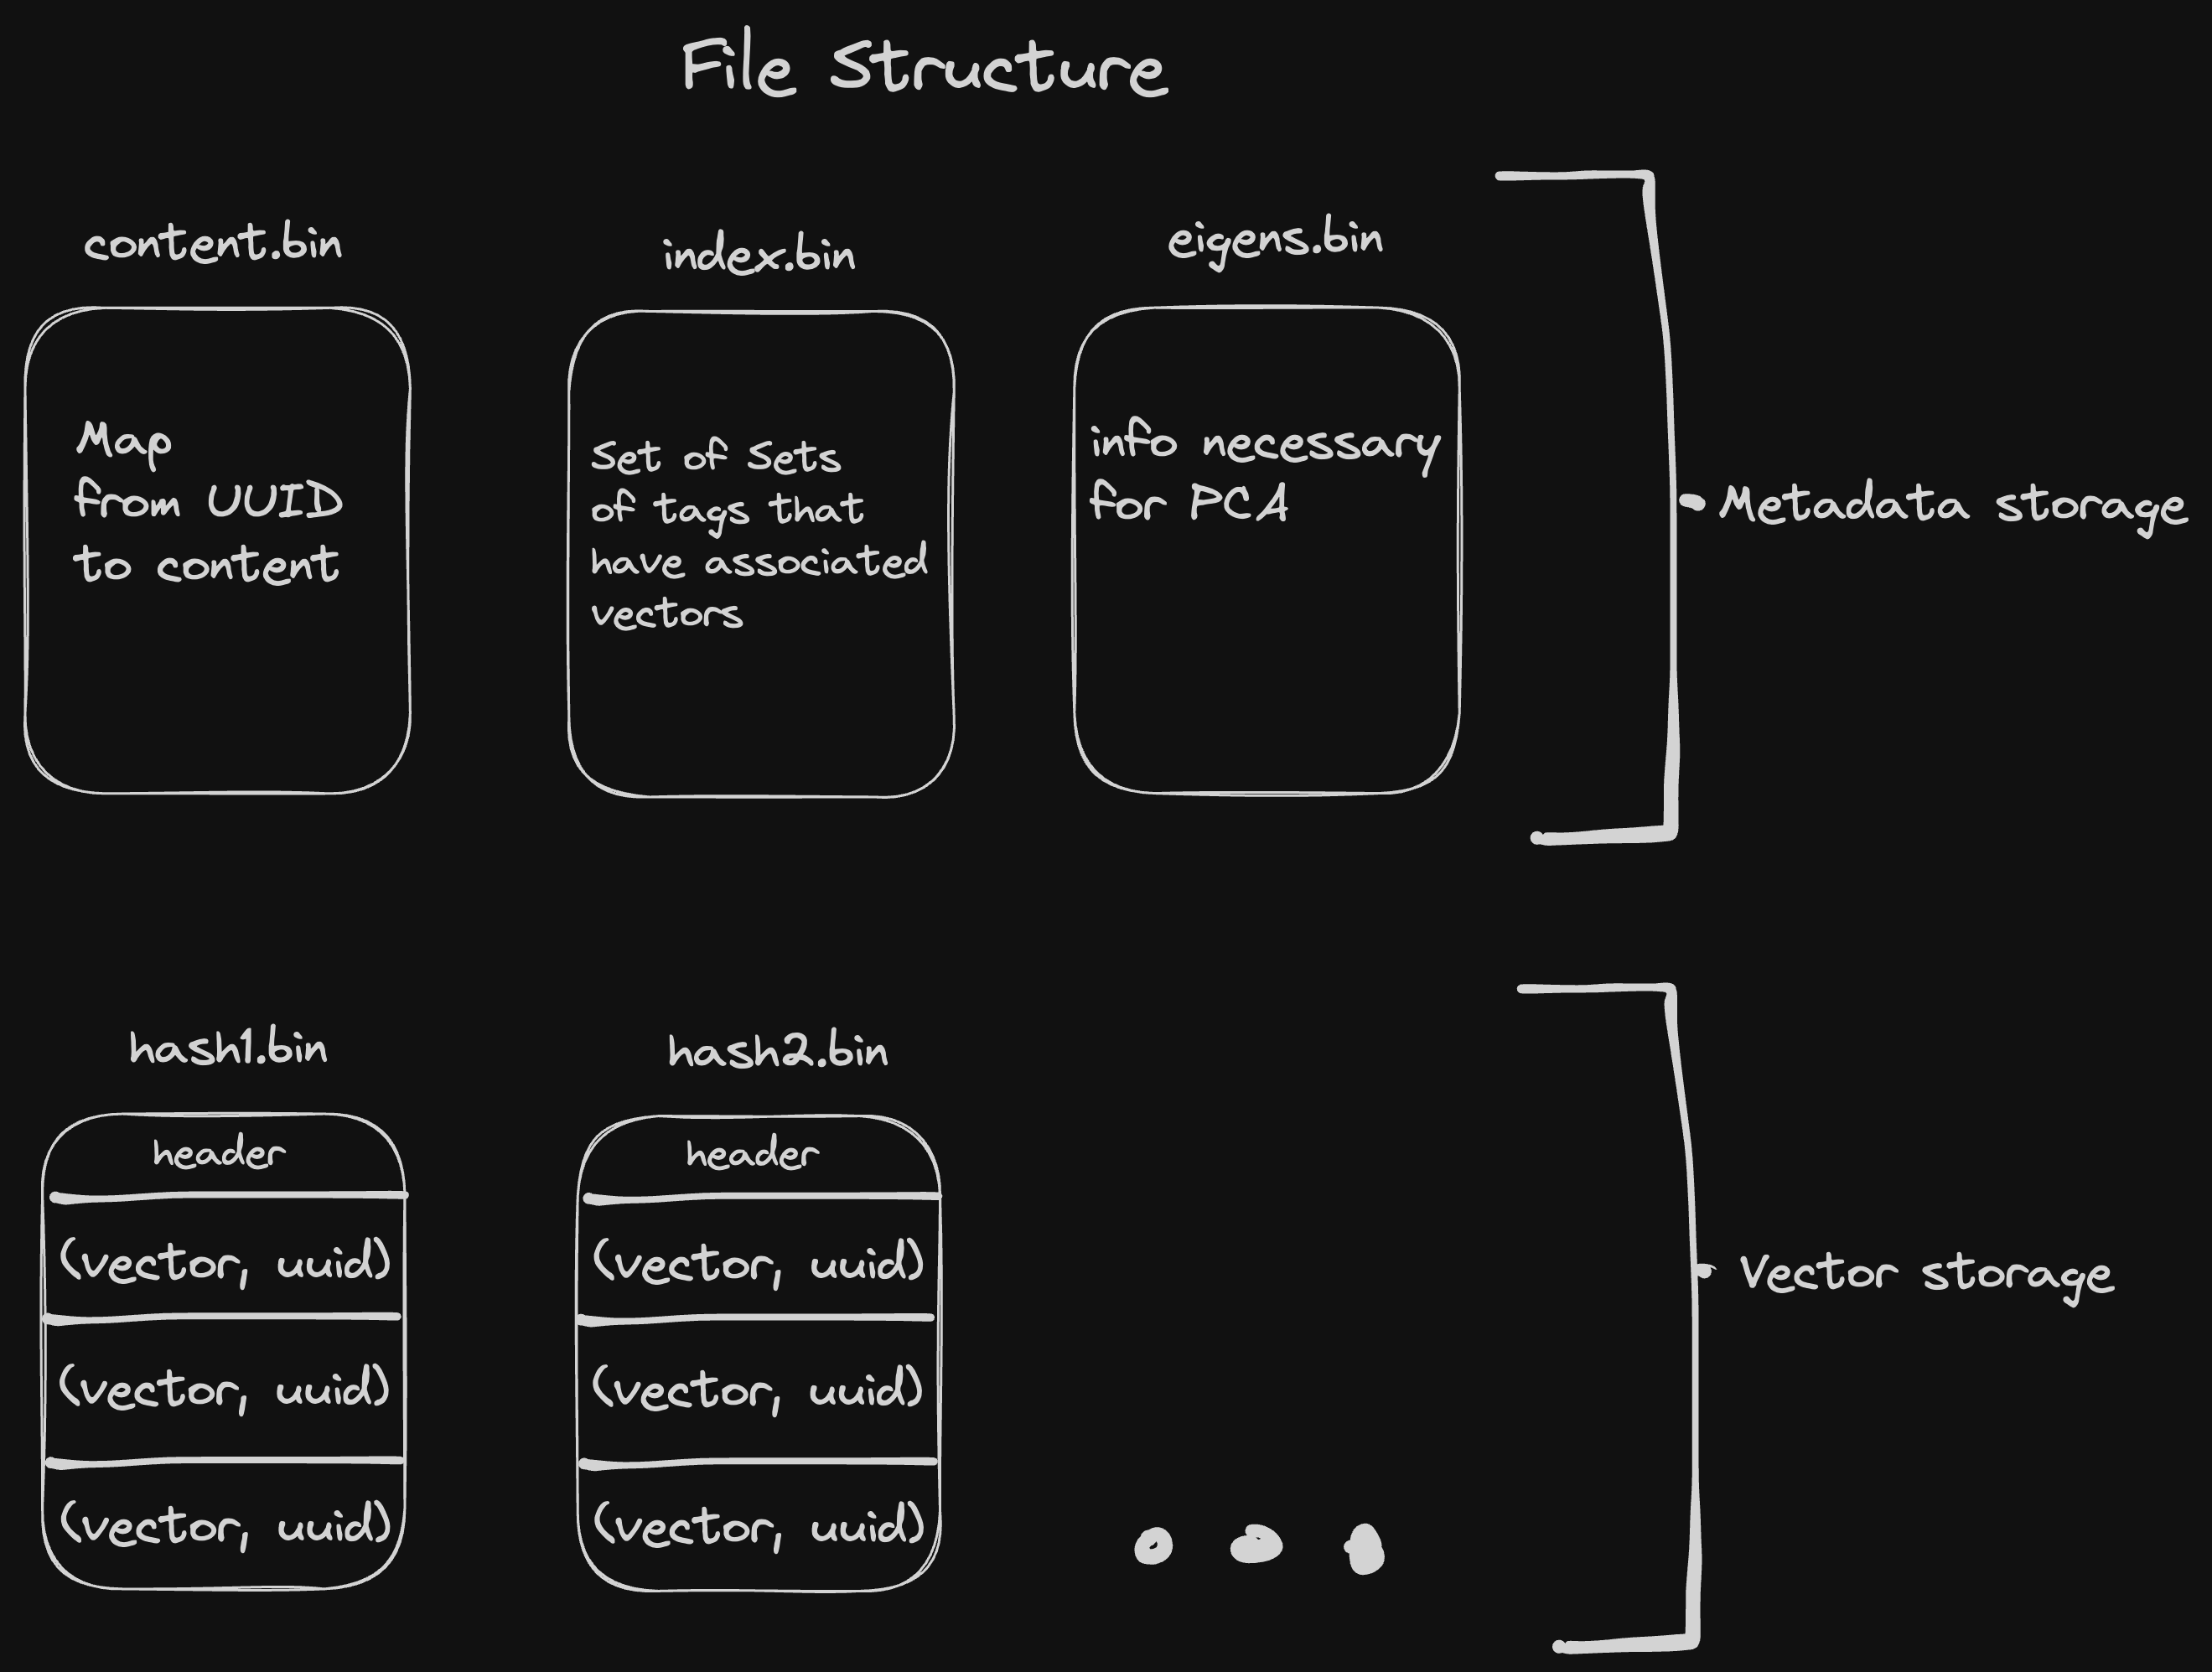 File Structure
content.bin
index.bin
eigens.bin
Map
from UUID
to content
Set of Sets
of tags that
have associated
vectors
info necessary
for PCA
Metadata storage
hash1.bin
header
(vector, uuid)
(vector, uuid)
(vector, uuid)
hash2.bin
header
(vector, uuid)
(vector, uuid)
(vector, uuid)
Vector storage